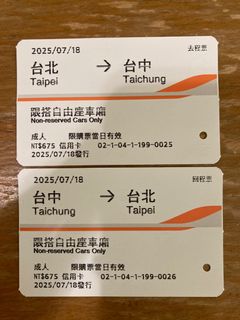 2025/07/18 去程票
台北 → 台中
Taipei Taichung
限搭自由座車廂
Non-reserved Cars Only
成人 限購票當日有效
NT$675 信用卡 02-1-04-1-199-0025
2025/07/18發行
2025/07/18 回程票
台中 → 台北
Taichung Taipei
限搭自由座車廂
Non-reserved Cars Only
成人 限購票當日有效
NT$675 信用卡 02-1-04-1-199-0026
2025/07/18發行